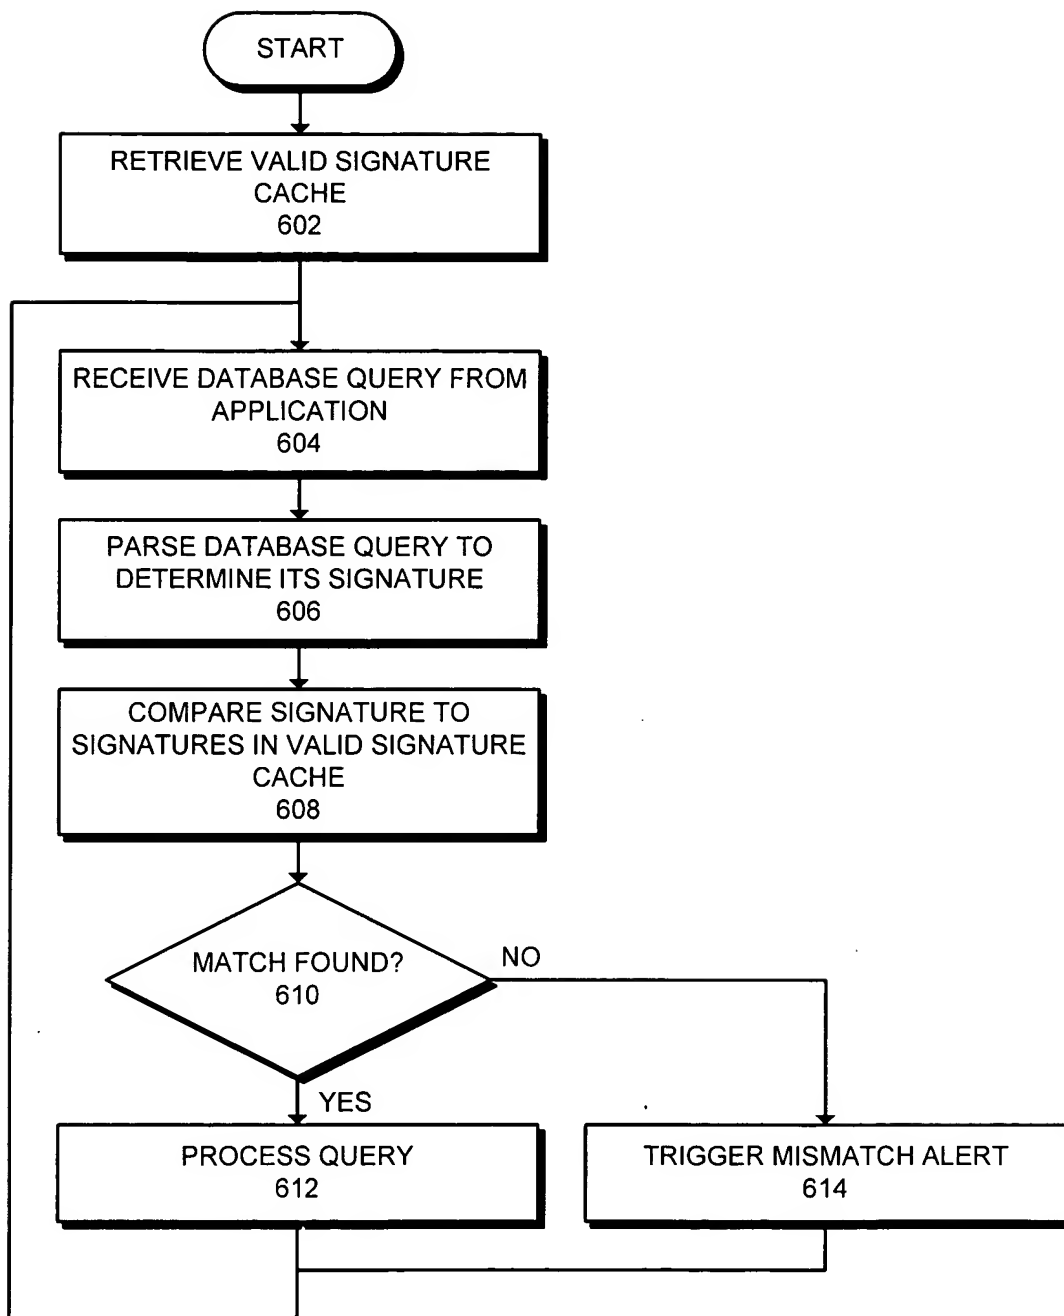 START
RETRIEVE VALID SIGNATURE
CACHE
602
RECEIVE DATABASE QUERY FROM
APPLICATION
604
PARSE DATABASE QUERY TO
DETERMINE ITS SIGNATURE
606
COMPARE SIGNATURE TO
SIGNATURES IN VALID SIGNATURE
CACHE
608
MATCH FOUND?
610
NO
YES
PROCESS QUERY
612
TRIGGER MISMATCH ALERT
614